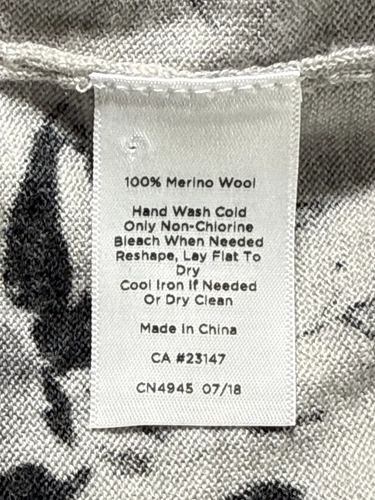 100% Merino Wool
Hand Wash Cold
Only Non-Chlorine
Bleach When Needed
Reshape, Lay Flat To
Dry
Cool Iron If Needed
Or Dry Clean
Made In China
CA #23147
CN4945 07/18